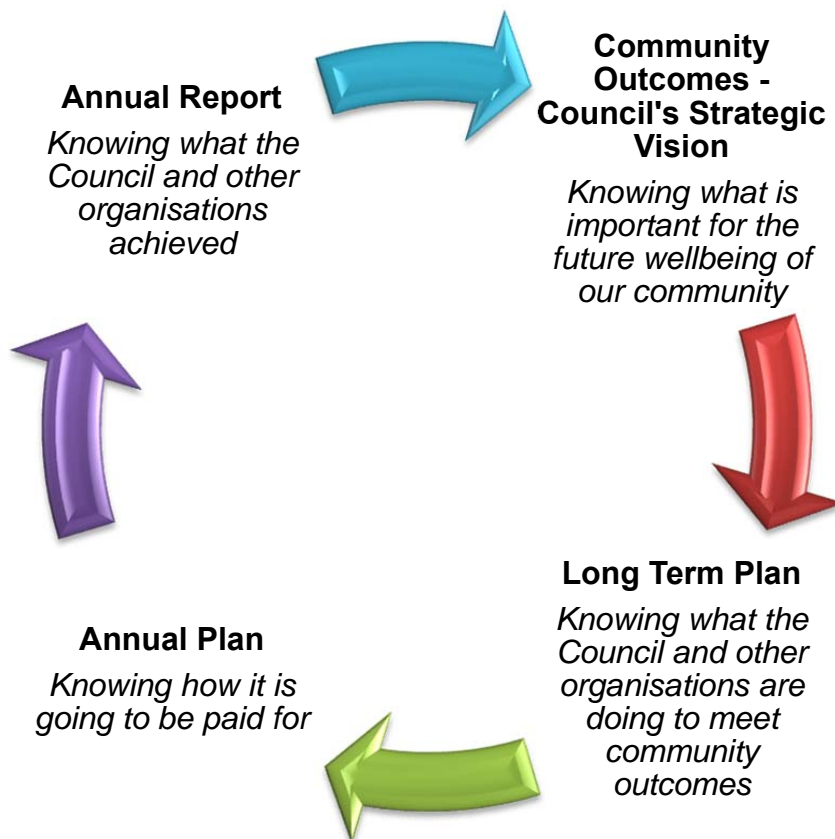 Annual Report
Knowing what the
Council and other
organisations
achieved
Community
Outcomes -
Council's Strategic
Vision
Knowing what is
important for the
future wellbeing of
our community
Long Term Plan
Knowing what the
Council and other
organisations are
doing to meet
community
outcomes
Annual Plan
Knowing how it is
going to be paid for